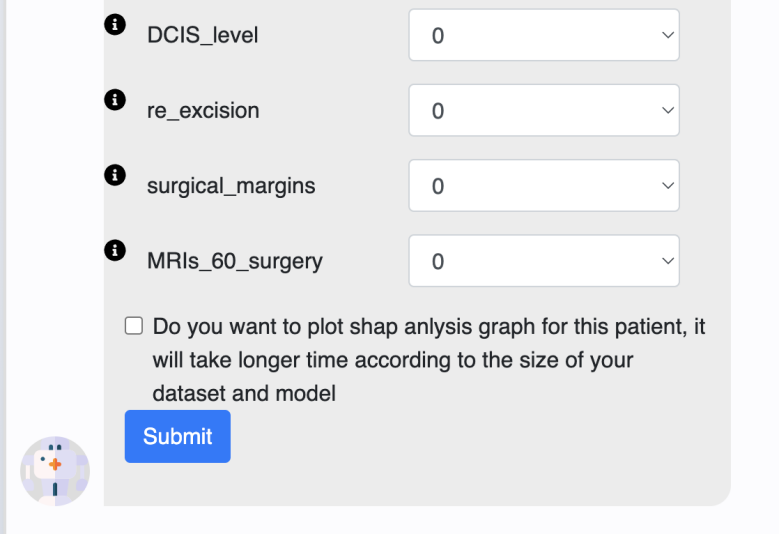 DCIS_level
0
re_excision
0
surgical_margins
0
MRIs_60_surgery
0
Do you want to plot shap anlysis graph for this patient, it
will take longer time according to the size of your
dataset and model
Submit